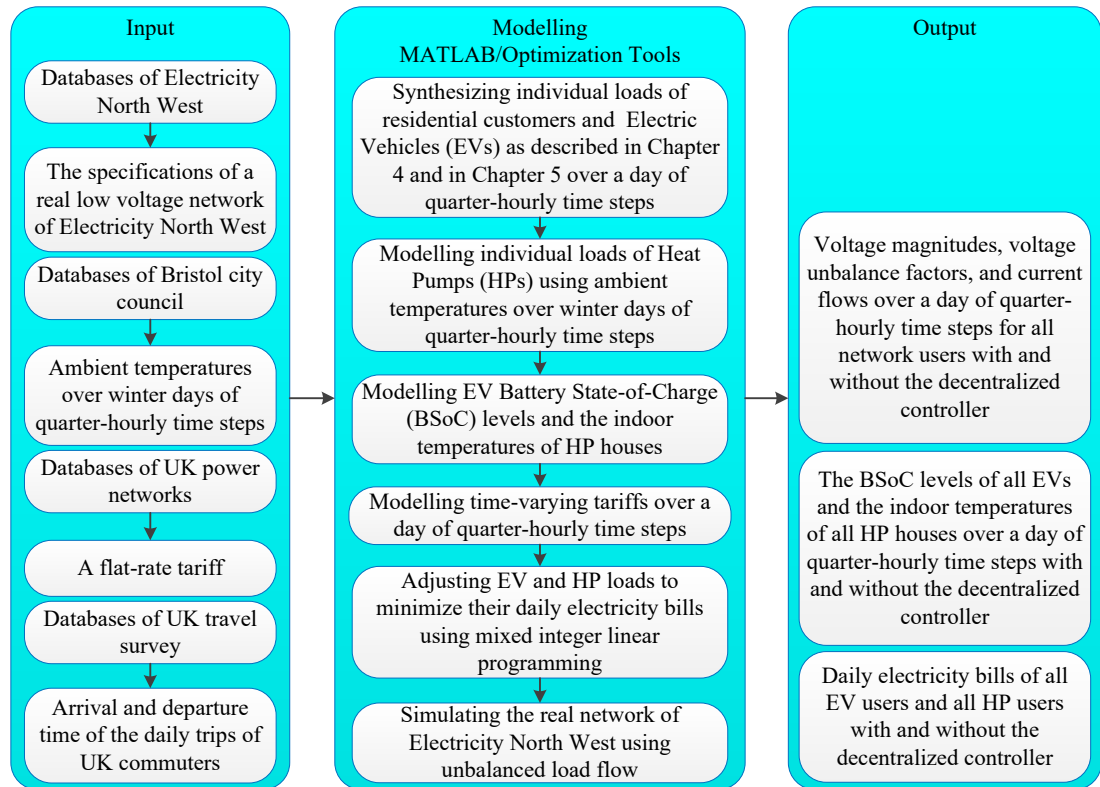 Input
Databases of Electricity
North West
The specifications of a
real low voltage network
of Electricity North West
Databases of Bristol city
council
Ambient temperatures
over winter days of
quarter-hourly time steps
Databases of UK power
networks
A flat-rate tariff
Databases of UK travel
survey
Arrival and departure
time of the daily trips of
UK commuters
Modelling
MATLAB/Optimization Tools
Synthesizing individual loads of
residential customers and Electric
Vehicles (EVs) as described in Chapter
4 and in Chapter 5 over a day of
quarter-hourly time steps
Modelling individual loads of Heat
Pumps (HPs) using ambient
temperatures over winter days of
quarter-hourly time steps
Modelling EV Battery State-of-Charge
(BSoC) levels and the indoor
temperatures of HP houses
Modelling time-varying tariffs over a
day of quarter-hourly time steps
Adjusting EV and HP loads to
minimize their daily electricity bills
using mixed integer linear
programming
Simulating the real network of
Electricity North West using
unbalanced load flow
Output
Voltage magnitudes, voltage
unbalance factors, and current
flows over a day of quarter-
hourly time steps for all
network users with and
without the decentralized
controller
The BSoC levels of all EVs
and the indoor temperatures
of all HP houses over a day of
quarter-hourly time steps with
and without the decentralized
controller
Daily electricity bills of all
EV users and all HP users
with and without the
decentralized controller